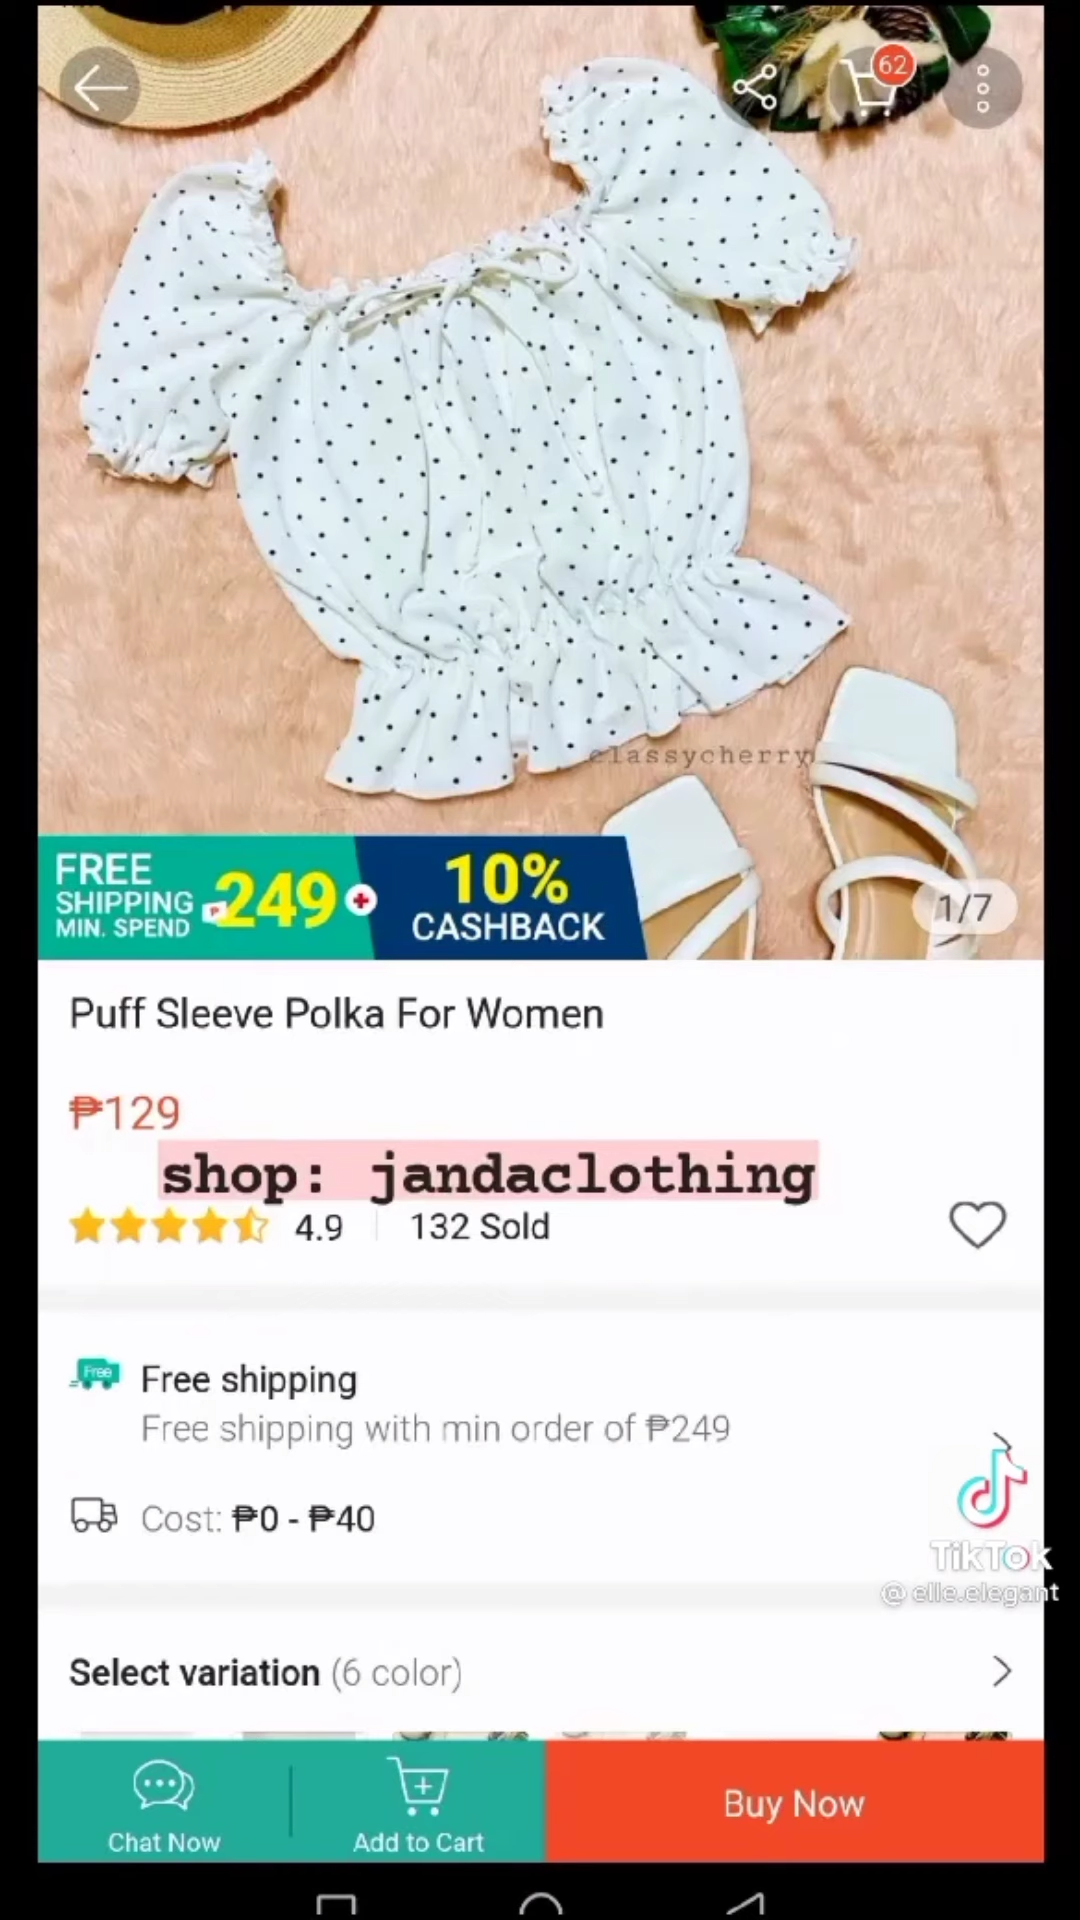 62
classycherry
FREE
SHIPPING
MIN. SPEND
₱249
10%
CASHBACK
1/7
Puff Sleeve Polka For Women
₱129
shop: jandaclothing
4.9
132 Sold
Free
Free shipping
Free shipping with min order of ₱249
Cost: ₱0 - ₱40
TikTok
@ elle.elegant
Select variation (6 color)
Chat Now
Add to Cart
Buy Now